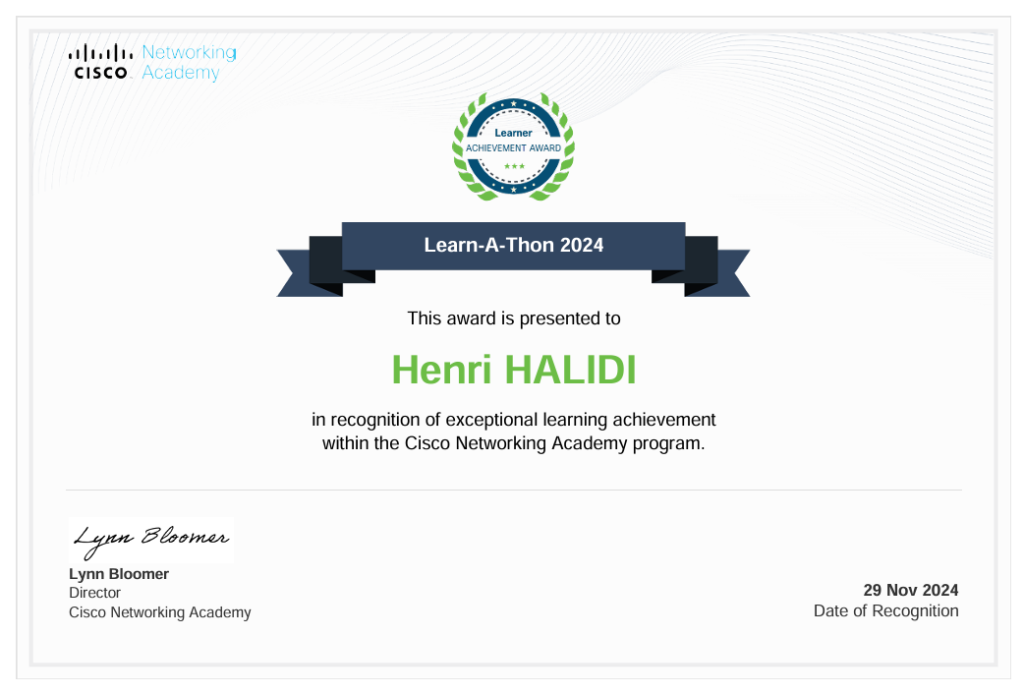 Networking
CISCO Academy
Learner
ACHIEVEMENT AWARD
Learn-A-Thon 2024
This award is presented to
Henri HALIDI
in recognition of exceptional learning achievement
within the Cisco Networking Academy program.
Lynn Bloomer
Lynn Bloomer
Director
Cisco Networking Academy
29 Nov 2024
Date of Recognition